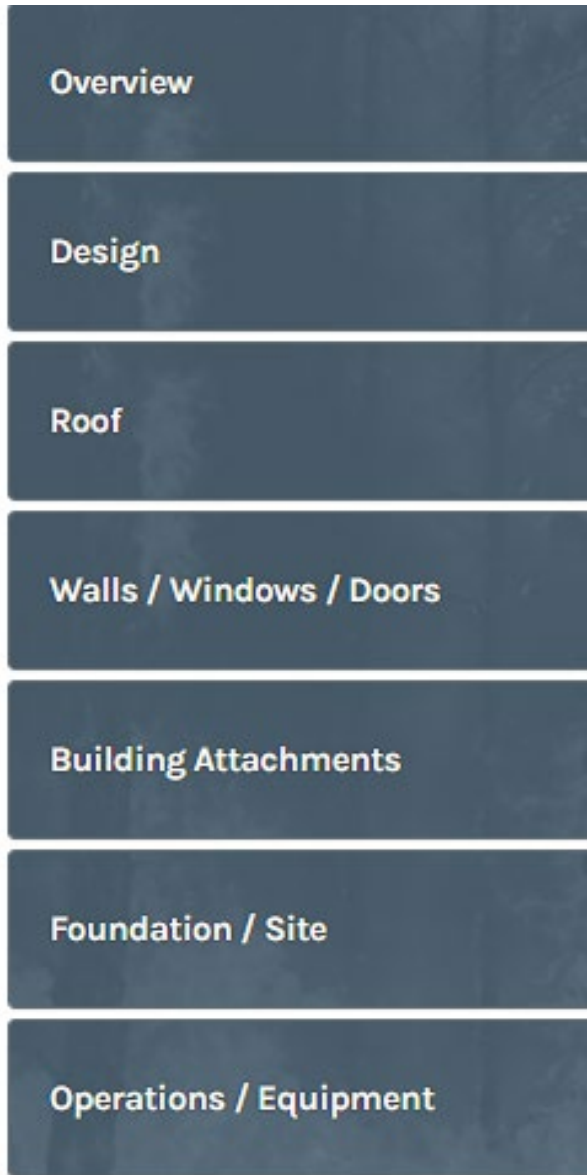 Overview
Design
Roof
Walls / Windows / Doors
Building Attachments
Foundation / Site
Operations / Equipment